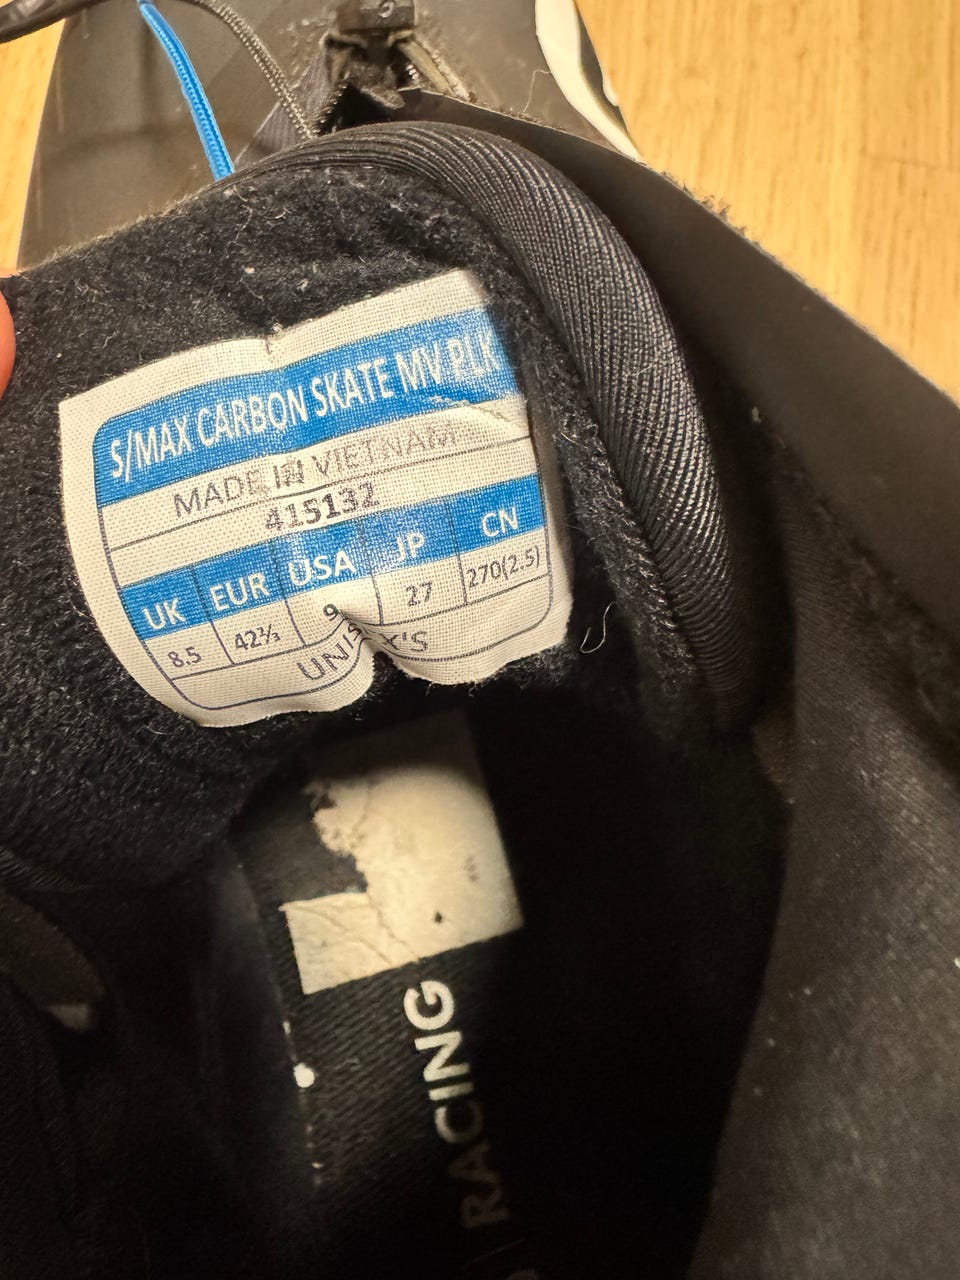 S/MAX CARBON SKATE MV PLK
MADE IN VIETNAM
415132
UK EUR USA JP CN
8.5 42⅔ 9 27 270(2.5)
RACING